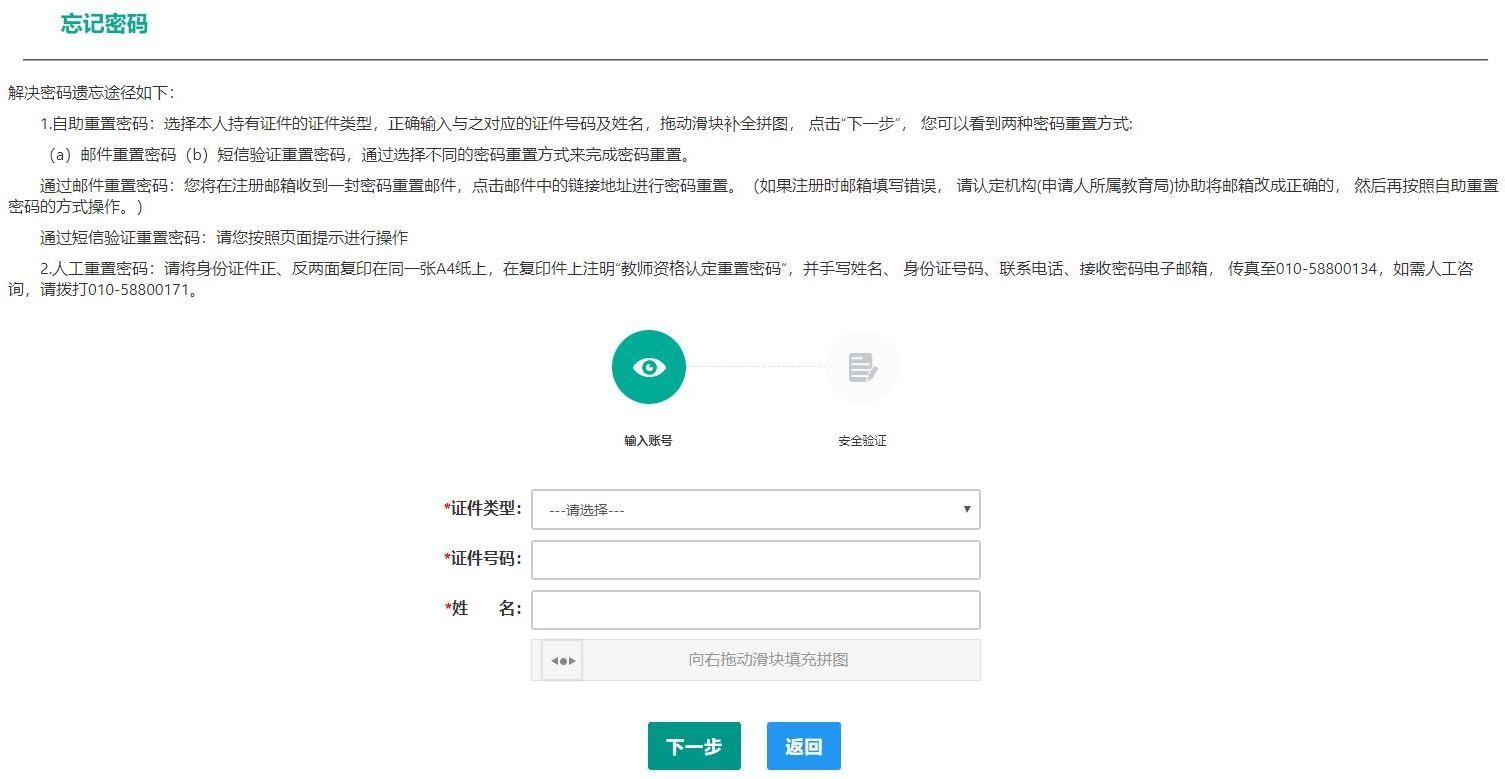 忘记密码
解决密码遗忘途径如下：
1.自助重置密码：选择本人持有证件的证件类型，正确输入与之对应的证件号码及姓名，拖动滑块补全拼图， 点击“下一步”， 您可以看到两种密码重置方式:
（a）邮件重置密码（b）短信验证重置密码，通过选择不同的密码重置方式来完成密码重置。
通过邮件重置密码：您将在注册邮箱收到一封密码重置邮件，点击邮件中的链接地址进行密码重置。（如果注册时邮箱填写错误， 请认定机构(申请人所属教育局)协助将邮箱改成正确的， 然后再按照自助重置
密码的方式操作。）
通过短信验证重置密码：请您按照页面提示进行操作
2.人工重置密码：请将身份证件正、反两面复印在同一张A4纸上，在复印件上注明“教师资格认定重置密码”，并手写姓名、 身份证号码、联系电话、接收密码电子邮箱， 传真至010-58800134，如需人工咨
询，请拨打010-58800171。
输入账号
安全验证
*证件类型： ---请选择---
*证件号码：
*姓 名：
向右拖动滑块填充拼图
下一步 返回